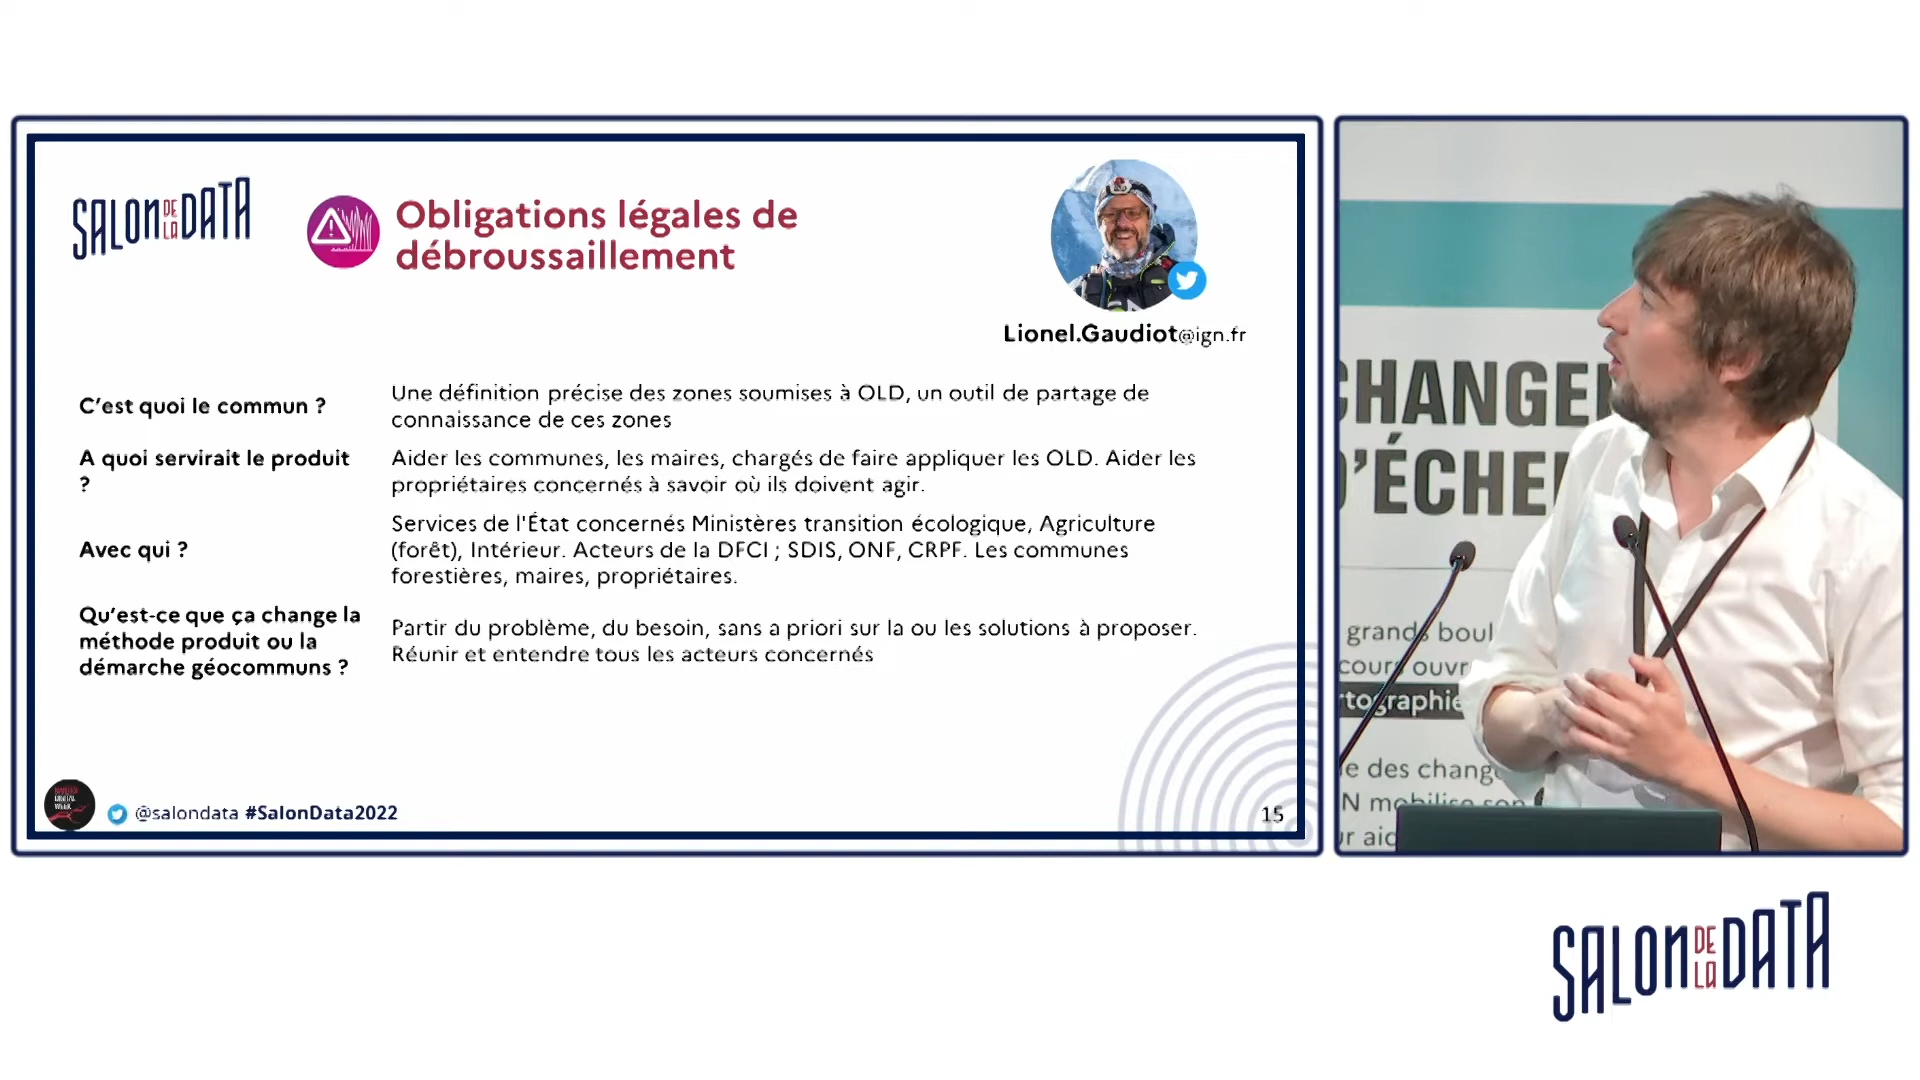 SALON DE LA DATA
Obligations légales de
débroussaillement
Lionel.Gaudiot@ign.fr
C'est quoi le commun ?
Une définition précise des zones soumises à OLD, un outil de partage de
connaissance de ces zones
A quoi servirait le produit
?
Aider les communes, les maires, chargés de faire appliquer les OLD. Aider les
propriétaires concernés à savoir où ils doivent agir.
Avec qui ?
Services de l'État concernés Ministères transition écologique, Agriculture
(forêt), Intérieur. Acteurs de la DFCI ; SDIS, ONF, CRPF. Les communes
forestières, maires, propriétaires.
Qu'est-ce que ça change la
méthode produit ou la
démarche géocommuns ?
Partir du problème, du besoin, sans a priori sur la ou les solutions à proposer.
Réunir et entendre tous les acteurs concernés
@salondata #SalonData2022
15
CHANGE
D'ÉCHE
grands boul
cours ouvr
tographie
e des chang
N mobilise son
r aid
SALON DE LA DATA